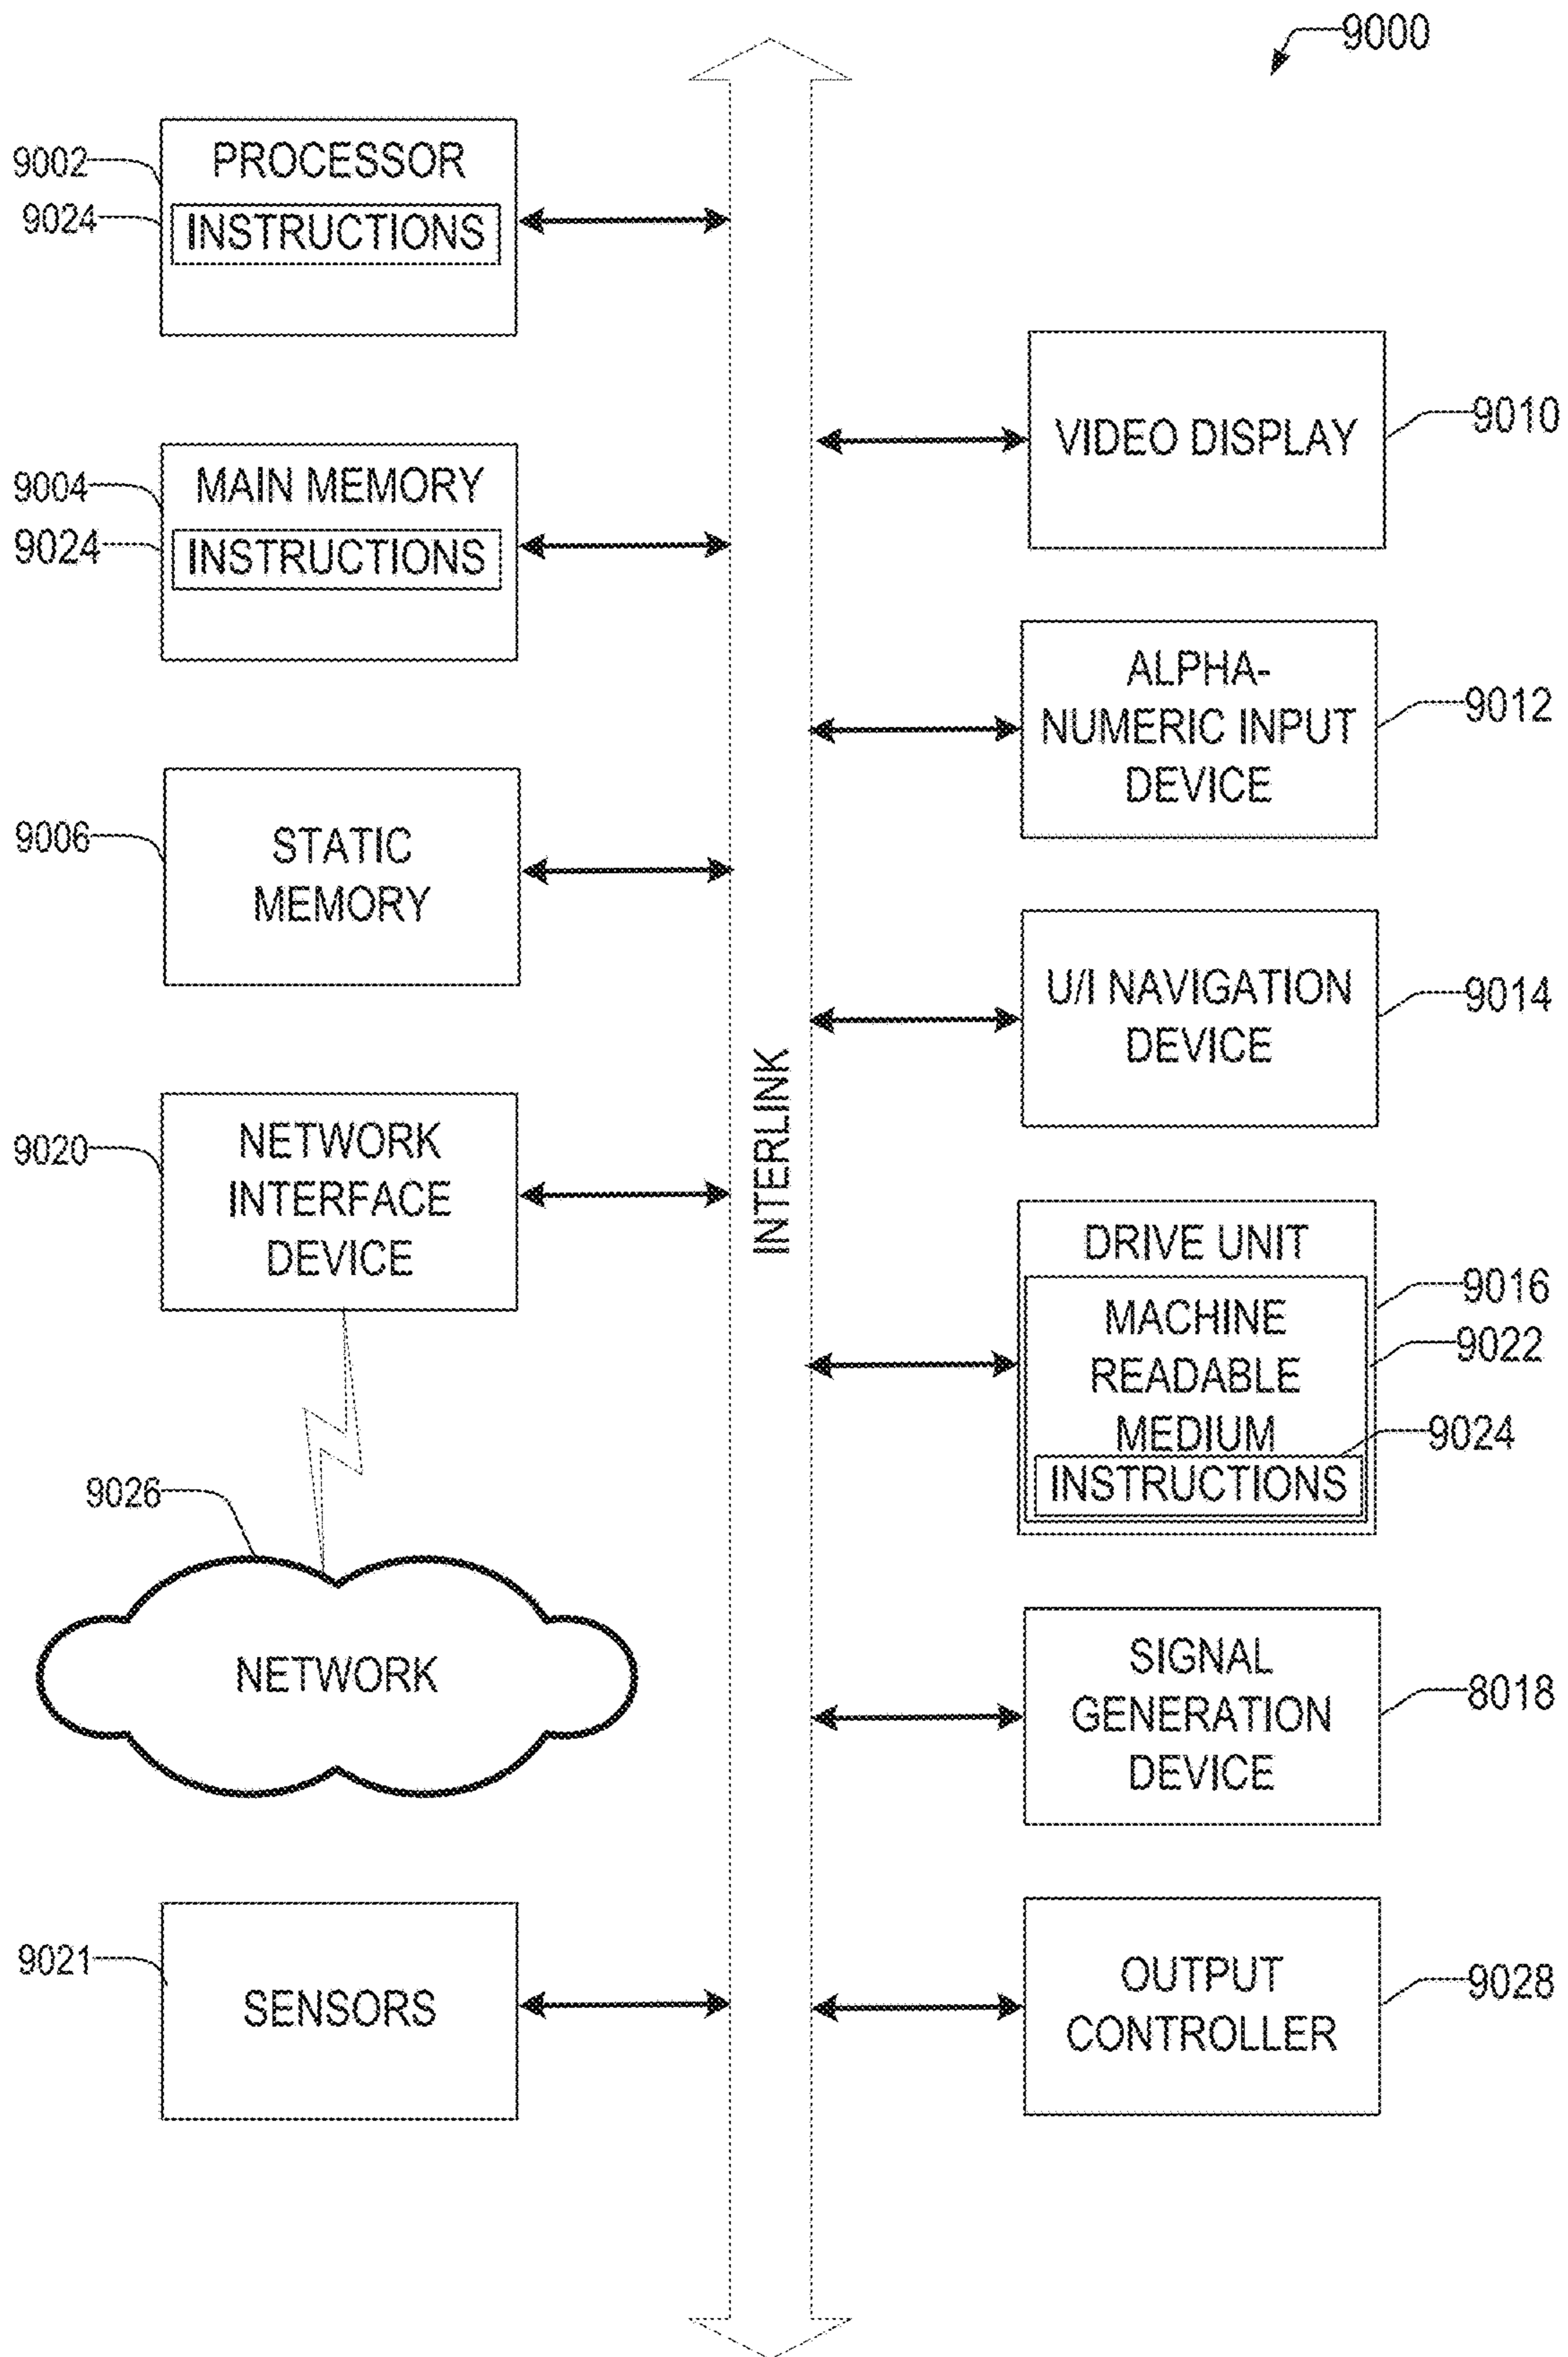 9000
9002
PROCESSOR
9024
INSTRUCTIONS
9004
MAIN MEMORY
9024
INSTRUCTIONS
9006
STATIC
MEMORY
9020
NETWORK
INTERFACE
DEVICE
9026
NETWORK
9021
SENSORS
INTERLINK
VIDEO DISPLAY
9010
ALPHA-
NUMERIC INPUT
DEVICE
9012
U/I NAVIGATION
DEVICE
9014
DRIVE UNIT
9016
MACHINE
READABLE
MEDIUM
9022
9024
INSTRUCTIONS
SIGNAL
GENERATION
DEVICE
8018
OUTPUT
CONTROLLER
9028